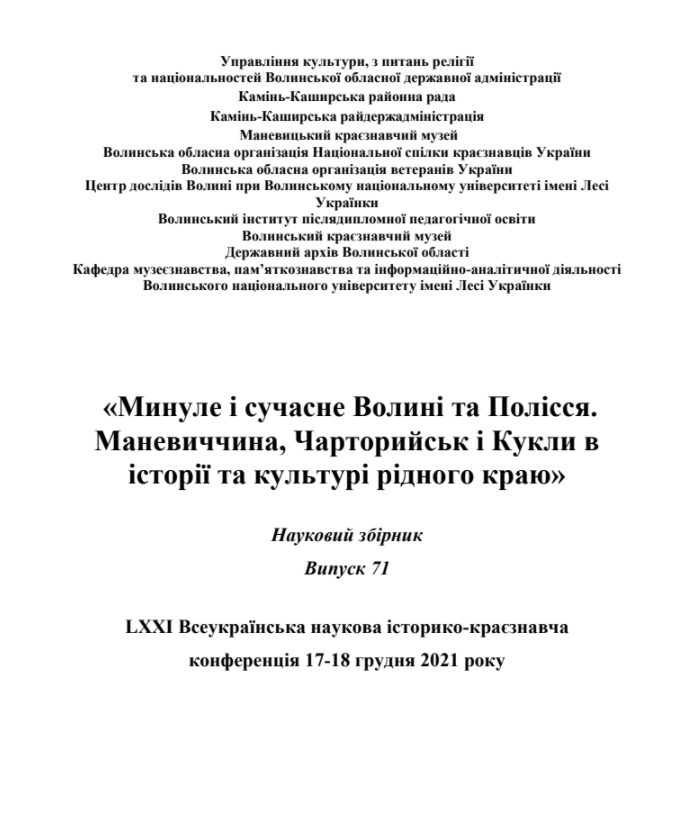 Управління культури, з питань релігії
та національностей Волинської обласної державної адміністрації
Камінь-Каширська районна рада
Камінь-Каширська райдержадміністрація
Маневицький краєзнавчий музей
Волинська обласна організація Національної спілки краєзнавців України
Волинська обласна організація ветеранів України
Центр дослідів Волині при Волинському національному університеті імені Лесі
Українки
Волинський інститут післядипломної педагогічної освіти
Волинський краєзнавчий музей
Державний архів Волинської області
Кафедра музеєзнавства, пам’яткознавства та інформаційно-аналітичної діяльності
Волинського національного університету імені Лесі Українки
«Минуле і сучасне Волині та Полісся.
Маневиччина, Чарторийськ і Кукли в
історії та культурі рідного краю»
Науковий збірник
Випуск 71
LXXI Всеукраїнська наукова історико-краєзнавча
конференція 17-18 грудня 2021 року